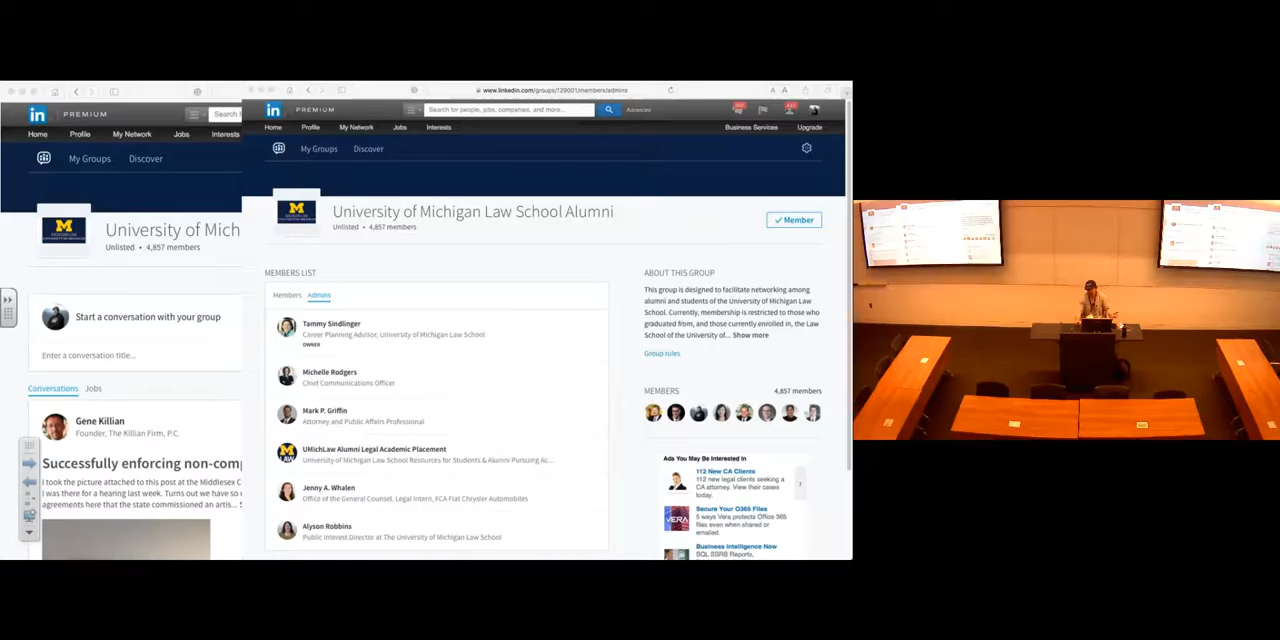 in PREMIUM
Search f
Home Profile My Network Jobs Interests
My Groups Discover
M
University of Mich
Unlisted • 4,857 members
Start a conversation with your group
Enter a conversation title...
Conversations Jobs
Gene Killian
Founder, The Killian Firm, P.C.
Successfully enforcing non-comp
I took the picture attached to this post at the Middlesex C
I was there for a hearing last week. Turns out we have so
agreements here that the state commissioned an artis... S
www.linkedin.com/groups/129001/members/admins
A A
in PREMIUM
Search for people, jobs, companies, and more...
Advanced
Home Profile My Network Jobs Interests
Business Services Upgrade
My Groups Discover
M
University of Michigan Law School Alumni
Unlisted • 4,857 members
Member
MEMBERS LIST
Members Admins
Tammy Sindlinger
Career Planning Advisor, University of Michigan Law School
OWNER
Michelle Rodgers
Chief Communications Officer
Mark P. Griffin
Attorney and Public Affairs Professional
UMichLaw Alumni Legal Academic Placement
University of Michigan Law School Resources for Students & Alumni Pursuing Ac...
Jenny A. Whalen
Office of the General Counsel, Legal Intern, FCA Fiat Chrysler Automobiles
Alyson Robbins
Public Interest Director at The University of Michigan Law School
ABOUT THIS GROUP
This group is designed to facilitate networking among
alumni and students of the University of Michigan Law
School. Currently, membership is restricted to those who
graduated from, and those currently enrolled in, the Law
School of the University of... Show more
Group rules
MEMBERS 4,857 members
Ads You May Be Interested In
112 New CA Clients
112 new legal clients seeking a
CA attorney. View their cases
today.
VERA
Secure Your O365 Files
5 ways Vera protects Office 365
files even when shared or
emailed.
Business Intelligence Now
SQL SSRS Reports,